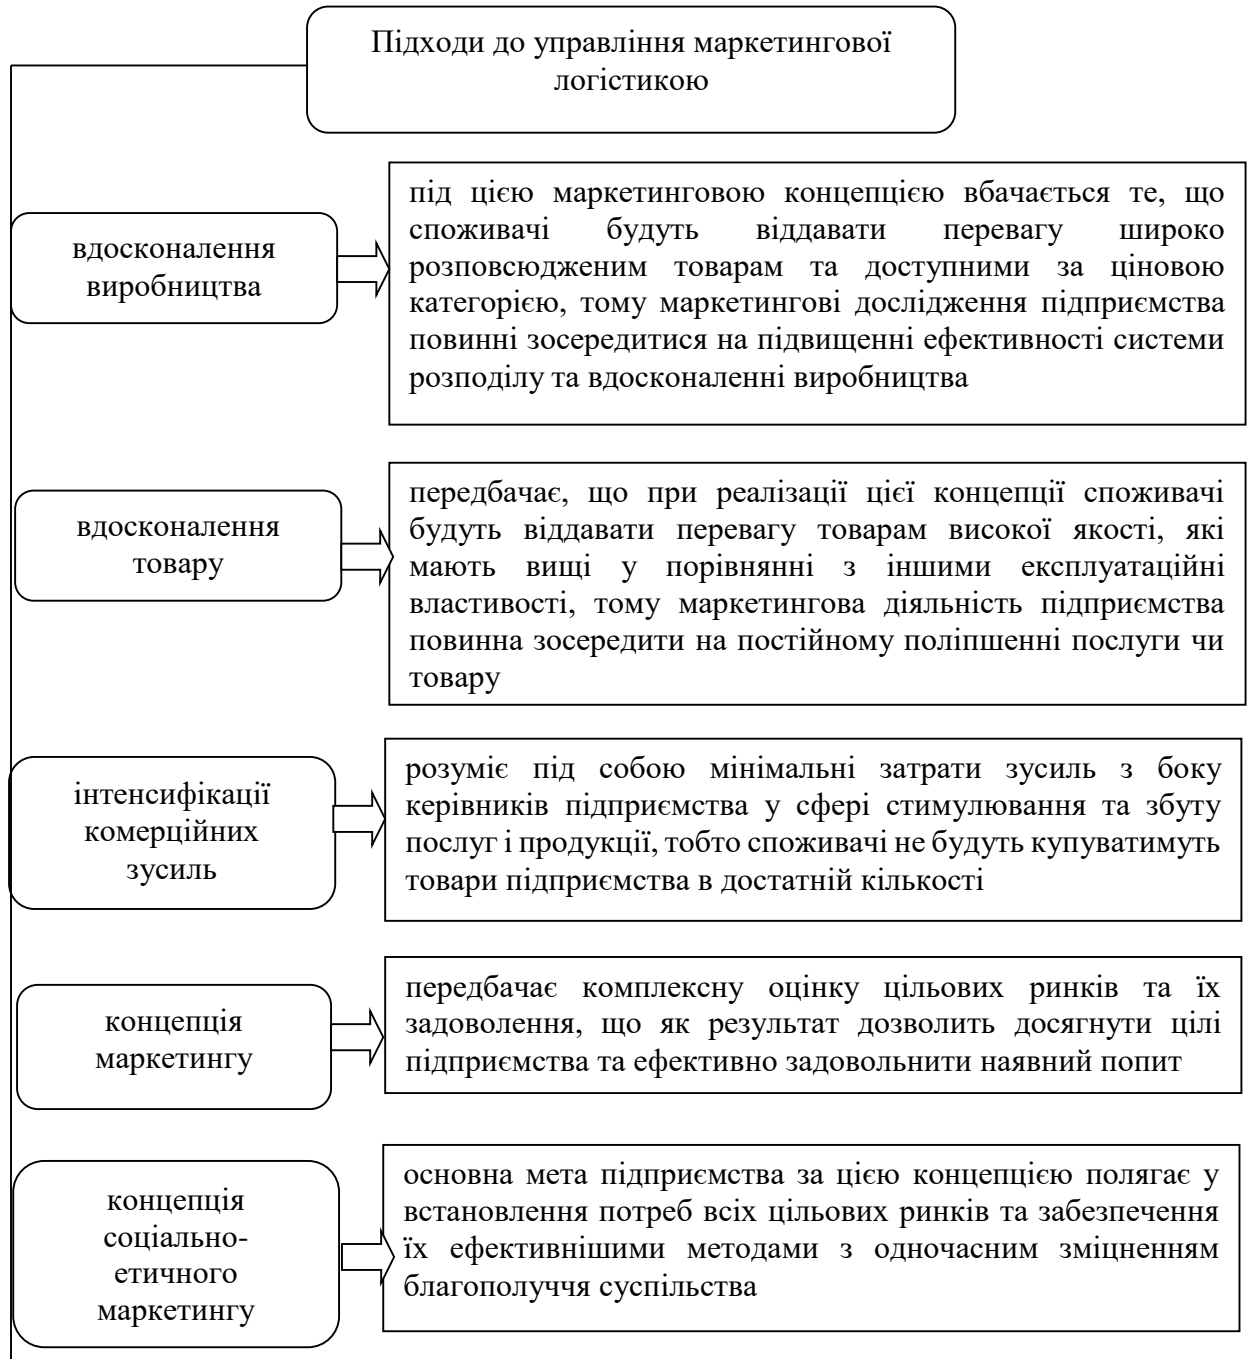 Підходи до управління маркетингової
логістикою
вдосконалення
виробництва
під цією маркетинговою концепцією вбачається те, що
споживачі будуть віддавати перевагу широко
розповсюдженим товарам та доступними за ціновою
категорією, тому маркетингові дослідження підприємства
повинні зосередитися на підвищенні ефективності системи
розподілу та вдосконаленні виробництва
вдосконалення
товару
передбачає, що при реалізації цієї концепції споживачі
будуть віддавати перевагу товарам високої якості, які
мають вищі у порівнянні з іншими експлуатаційні
властивості, тому маркетингова діяльність підприємства
повинна зосередити на постійному поліпшенні послуги чи
товару
інтенсифікації
комерційних
зусиль
розуміє під собою мінімальні затрати зусиль з боку
керівників підприємства у сфері стимулювання та збуту
послуг і продукції, тобто споживачі не будуть купуватимуть
товари підприємства в достатній кількості
концепція
маркетингу
передбачає комплексну оцінку цільових ринків та їх
задоволення, що як результат дозволить досягнути цілі
підприємства та ефективно задовольнити наявний попит
концепція
соціально-
етичного
маркетингу
основна мета підприємства за цією концепцією полягає у
встановлення потреб всіх цільових ринків та забезпечення
їх ефективнішими методами з одночасним зміцненням
благополуччя суспільства